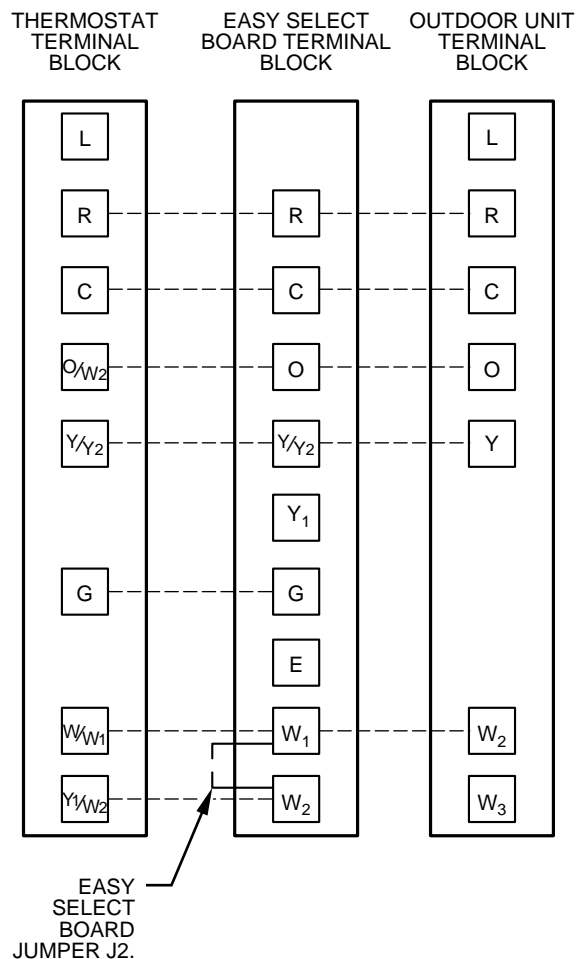 THERMOSTAT
TERMINAL
BLOCK
EASY SELECT
BOARD TERMINAL
BLOCK
OUTDOOR UNIT
TERMINAL
BLOCK
L
L
R
R
R
C
C
C
O/W2
O
O
Y/Y2
Y/Y2
Y
Y1
G
G
E
W/W1
W1
W2
Y1/W2
W2
W3
EASY
SELECT
BOARD
JUMPER J2.